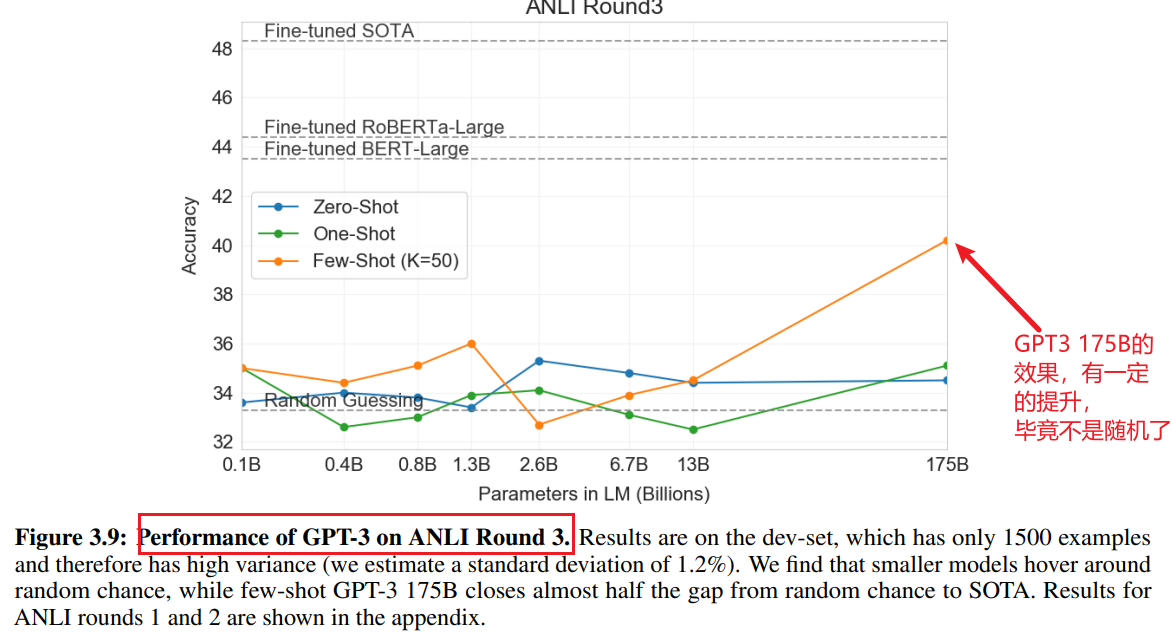 ANLI Round3
Fine-tuned SOTA
48
46
Fine-tuned RoBERTa-Large
44
Fine-tuned BERT-Large
42
Zero-Shot
One-Shot
Few-Shot (K=50)
Accuracy
40
38
36
34
Random Guessing
32
0.1B 0.4B 0.8B 1.3B 2.6B 6.7B 13B 175B
Parameters in LM (Billions)
GPT3 175B的
效果，有一定
的提升，
毕竟不是随机了
Figure 3.9: Performance of GPT-3 on ANLI Round 3. Results are on the dev-set, which has only 1500 examples
and therefore has high variance (we estimate a standard deviation of 1.2%). We find that smaller models hover around
random chance, while few-shot GPT-3 175B closes almost half the gap from random chance to SOTA. Results for
ANLI rounds 1 and 2 are shown in the appendix.